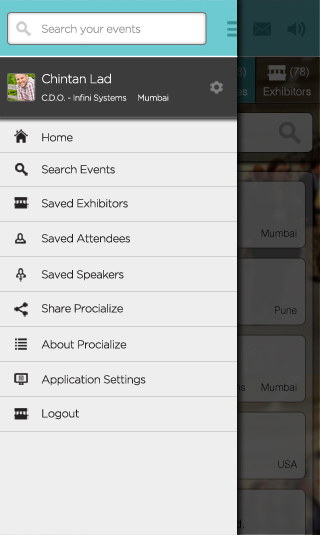 Search your events
Chintan Lad
C.D.O. - Infini Systems Mumbai
Home
Search Events
Saved Exhibitors
Saved Attendees
Saved Speakers
Share Procialize
About Procialize
Application Settings
Logout
(78)
Exhibitors
Mumbai
Pune
Mumbai
USA